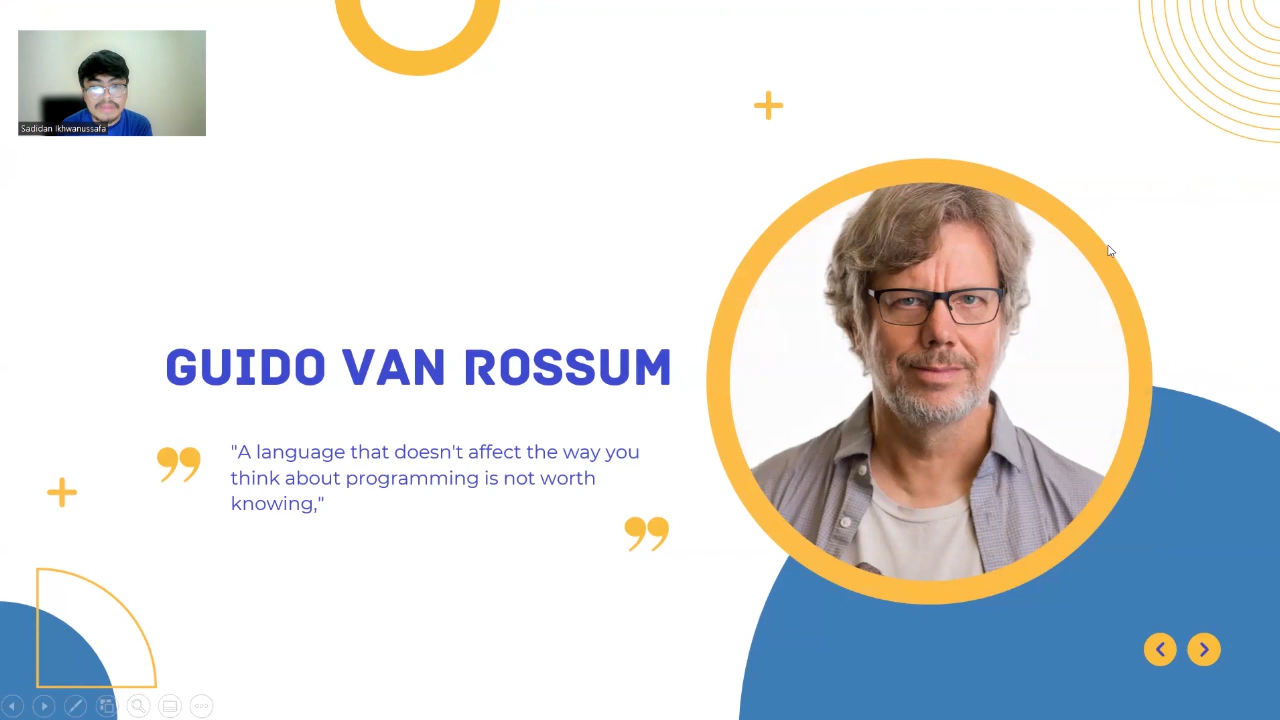 Sadidan Ikhwanussafa
GUIDO VAN ROSSUM
"A language that doesn't affect the way you
think about programming is not worth
knowing,"